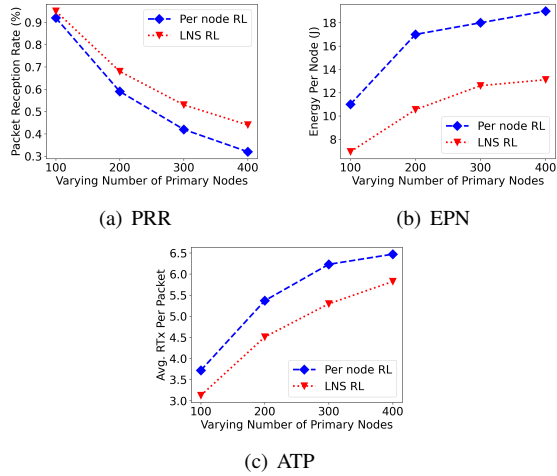 Packet Reception Rate (%)
0.9
0.8
0.7
0.6
0.5
0.4
0.3
Per node RL
LNS RL
100 200 300 400
Varying Number of Primary Nodes
(a) PRR
Energy Per Node (J)
18
16
14
12
10
8
Per node RL
LNS RL
100 200 300 400
Varying Number of Primary Nodes
(b) EPN
Avg. RTx Per Packet
6.5
6.0
5.5
5.0
4.5
4.0
3.5
3.0
Per node RL
LNS RL
100 200 300 400
Varying Number of Primary Nodes
(c) ATP